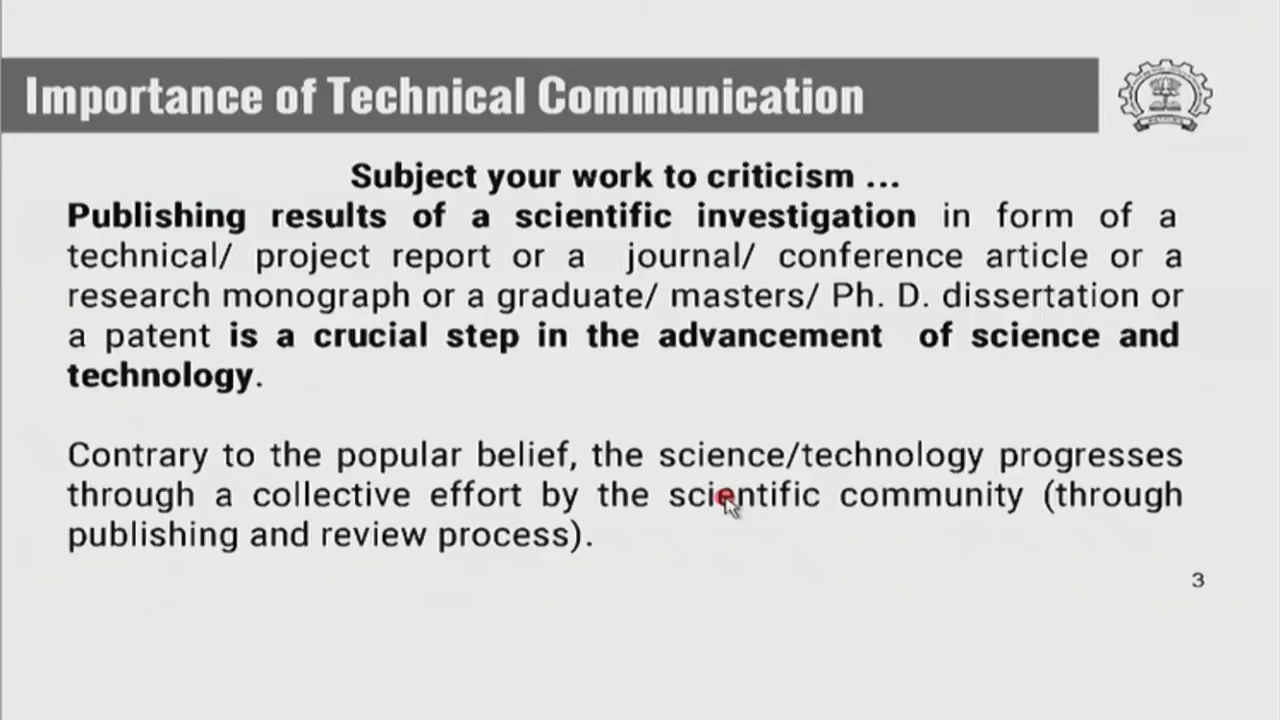 Importance of Technical Communication
Subject your work to criticism ...
Publishing results of a scientific investigation in form of a
technical/ project report or a journal/ conference article or a
research monograph or a graduate/ masters/ Ph. D. dissertation or
a patent is a crucial step in the advancement of science and
technology.
Contrary to the popular belief, the science/technology progresses
through a collective effort by the scientific community (through
publishing and review process).
3